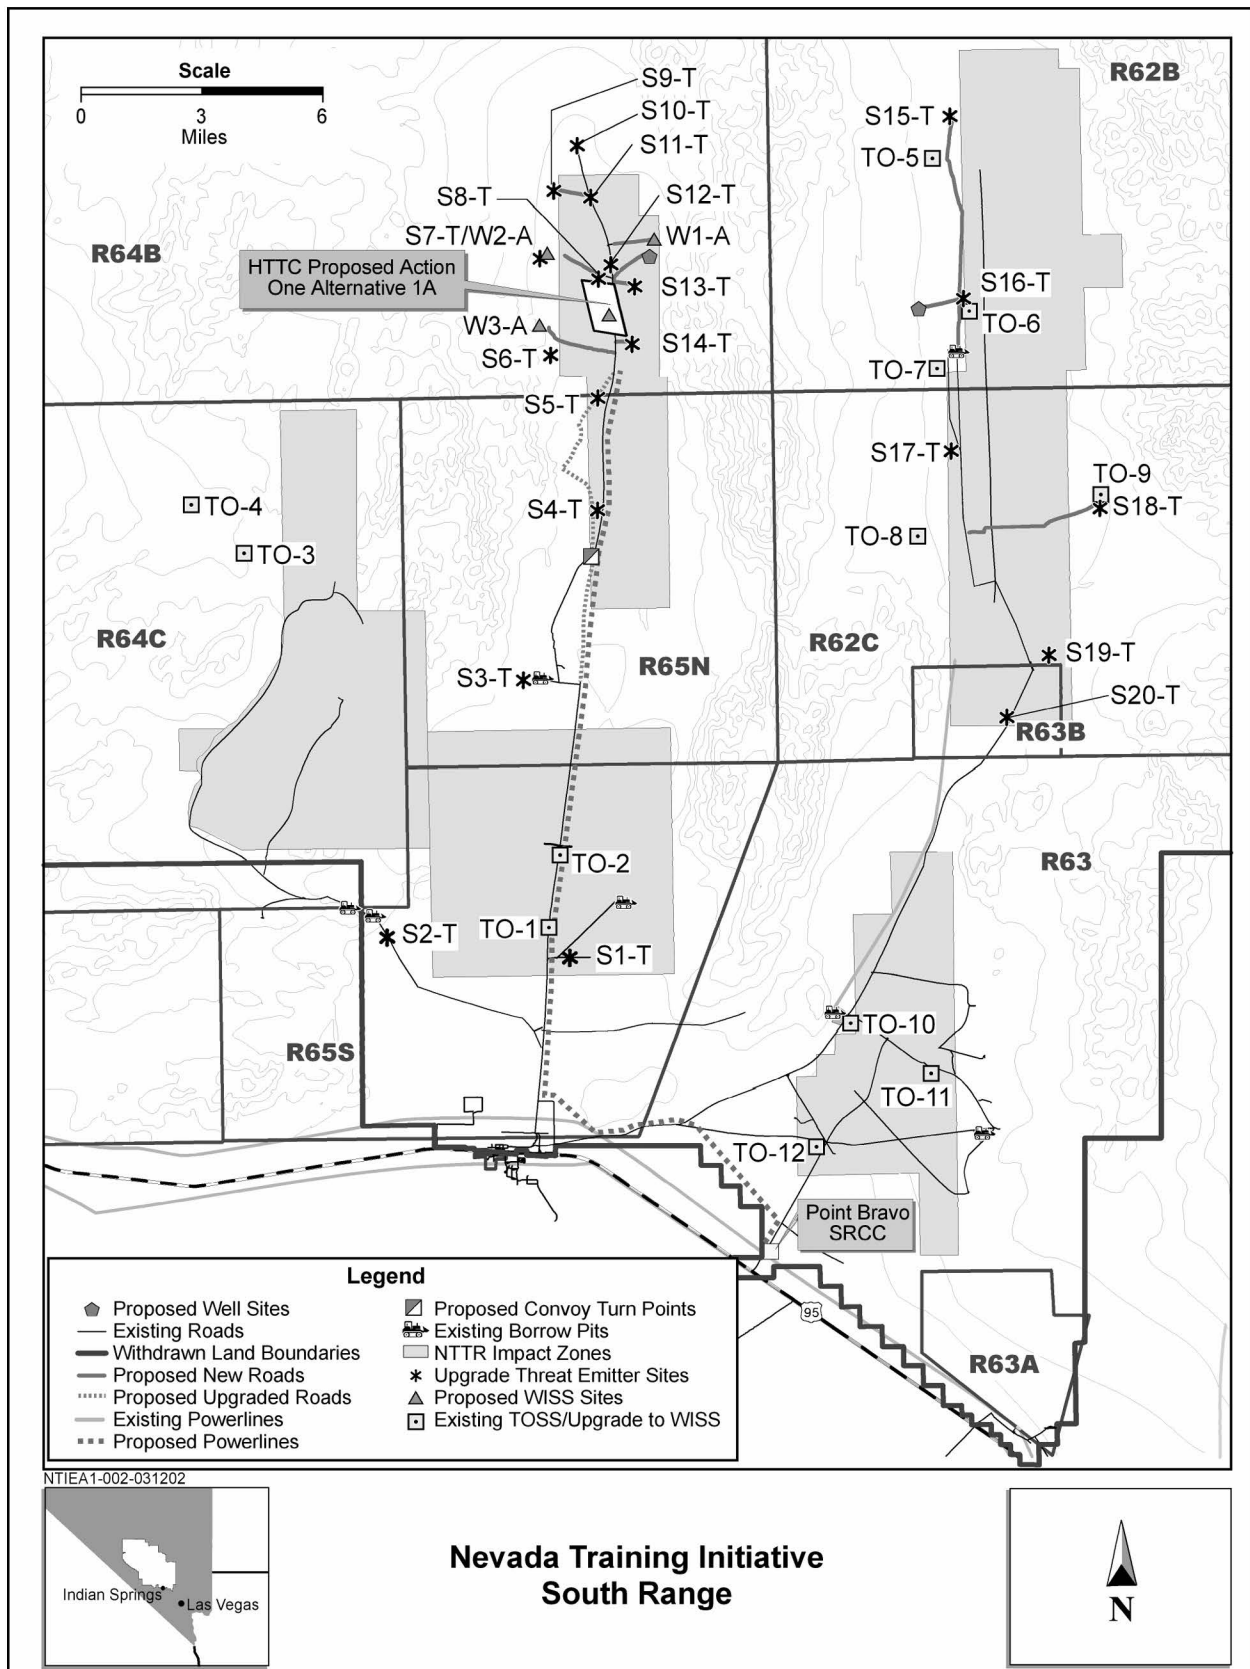 Scale
0
3
6
Miles
S9-T
S10-T
S11-T
S8-T
S12-T
S7-T/W2-A
W1-A
R64B
HTTC Proposed Action
One Alternative 1A
S13-T
W3-A
S14-T
S6-T
S5-T
R62B
S15-T
TO-5
S16-T
TO-6
TO-7
S17-T
TO-9
S18-T
TO-4
S4-T
TO-8
TO-3
R64C
R62C
S3-T
R65N
S19-T
S20-T
R63B
TO-2
R63
TO-1
S2-T
S1-T
TO-10
R65S
TO-11
TO-12
Point Bravo
SRCC
95
R63A
Legend
Proposed Well Sites
Existing Roads
Withdrawn Land Boundaries
Proposed New Roads
Proposed Upgraded Roads
Existing Powerlines
Proposed Powerlines
Proposed Convoy Turn Points
Existing Borrow Pits
NTTR Impact Zones
Upgrade Threat Emitter Sites
Proposed WISS Sites
Existing TOSS/Upgrade to WISS
NTIEA1-002-031202
Indian Springs
Las Vegas
Nevada Training Initiative
South Range
N